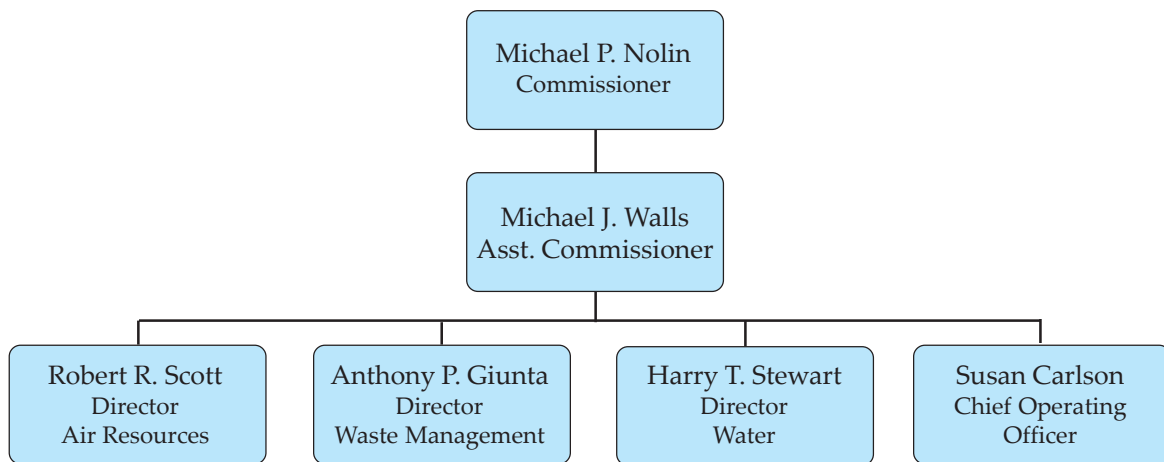 Michael P. Nolin
Commissioner
Michael J. Walls
Asst. Commissioner
Robert R. Scott
Director
Air Resources
Anthony P. Giunta
Director
Waste Management
Harry T. Stewart
Director
Water
Susan Carlson
Chief Operating
Officer